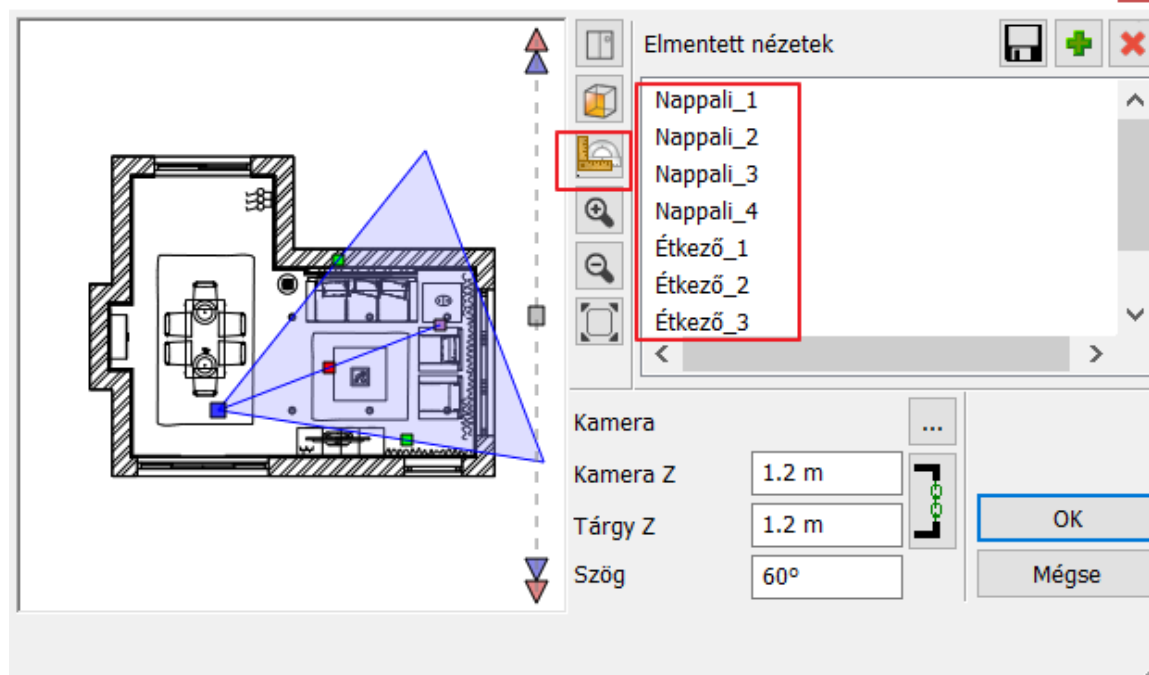 Elmentett nézetek
Nappali_1
Nappali_2
Nappali_3
Nappali_4
Étkező_1
Étkező_2
Étkező_3
Kamera
...
Kamera Z
1.2 m
Tárgy Z
1.2 m
Szög
60º
OK
Mégse